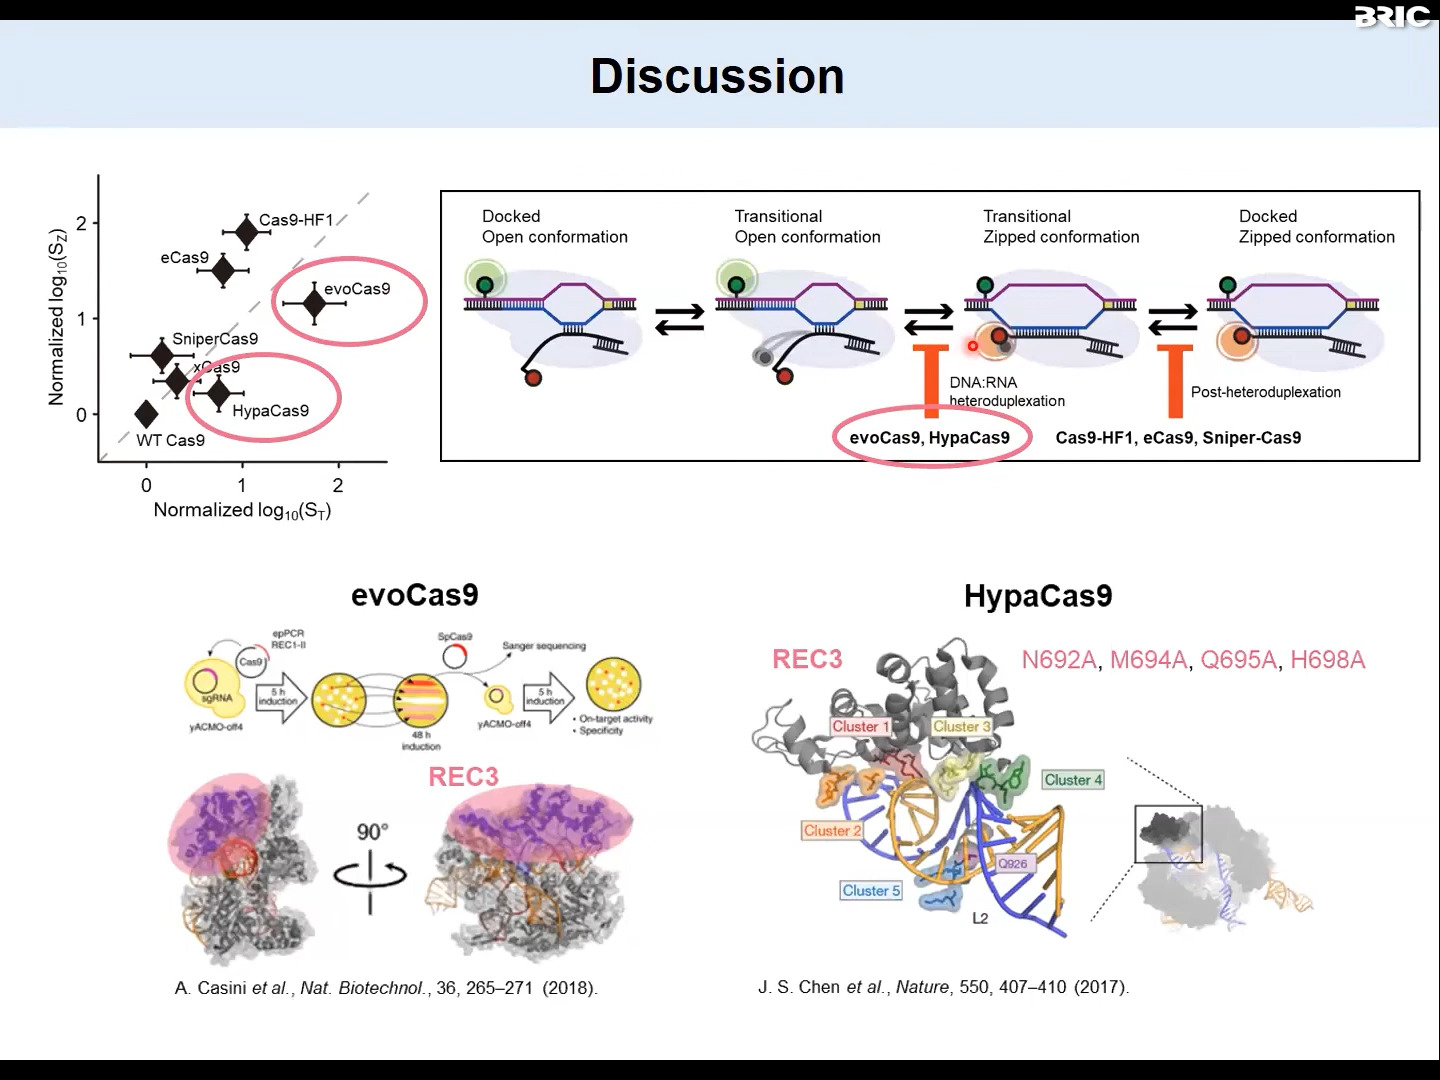 BRIC
Discussion
Normalized log10(SZ)
2
1
0
Cas9-HF1
eCas9
evoCas9
SniperCas9
xCas9
HypaCas9
WT Cas9
0 1 2
Normalized log10(ST)
Docked
Open conformation
Transitional
Open conformation
Transitional
Zipped conformation
Docked
Zipped conformation
DNA:RNA
heteroduplexation
Post-heteroduplexation
evoCas9, HypaCas9
Cas9-HF1, eCas9, Sniper-Cas9
evoCas9
epPCR
REC1-II
Cas9
sgRNA
yACMO-off4
5 h
induction
48 h
induction
SpCas9
Sanger sequencing
yACMO-off4
5 h
induction
• On-target activity
• Specificity
REC3
90°
A. Casini et al., Nat. Biotechnol., 36, 265–271 (2018).
HypaCas9
REC3
N692A, M694A, Q695A, H698A
Cluster 1
Cluster 3
Cluster 4
Cluster 2
Q926
Cluster 5
L2
J. S. Chen et al., Nature, 550, 407–410 (2017).